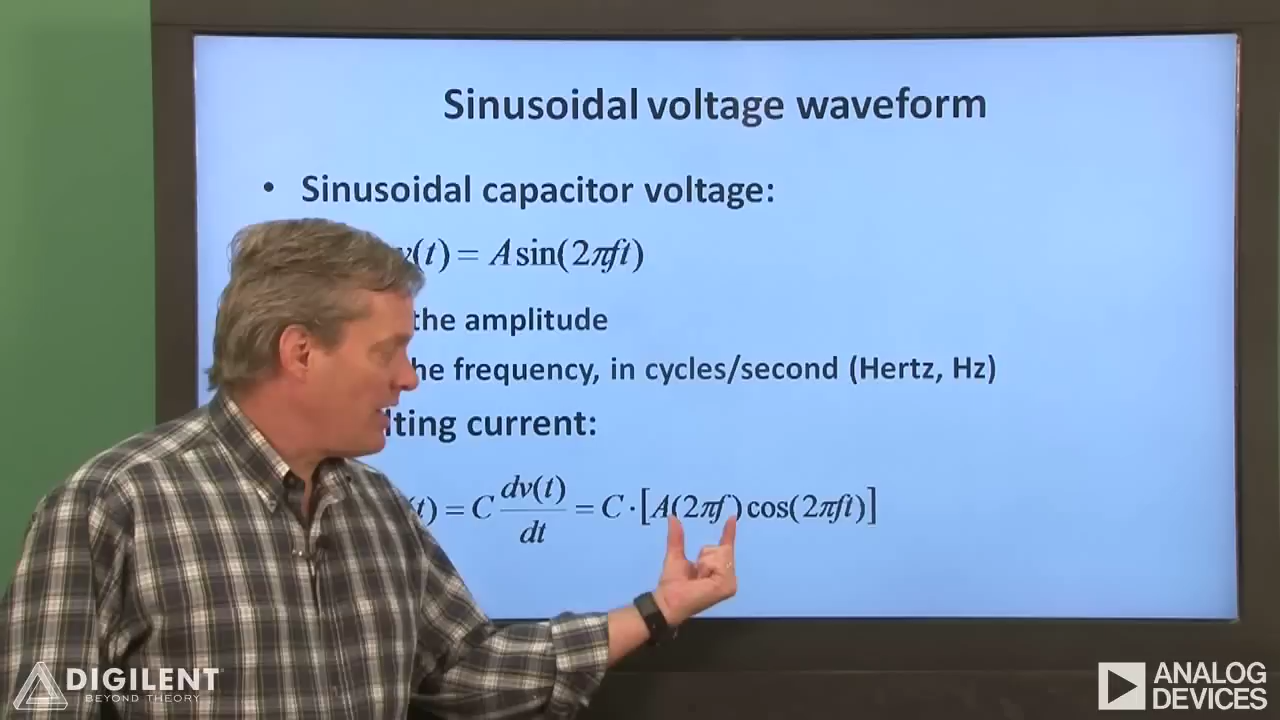 Sinusoidal voltage waveform
• Sinusoidal capacitor voltage:
v(t) = A sin(2πft)
the amplitude
he frequency, in cycles/second (Hertz, Hz)
lting current:
(t) = C dv(t)/dt = C · [A(2πf) cos(2πft)]
DIGILENT
BEYOND THEORY
ANALOG
DEVICES